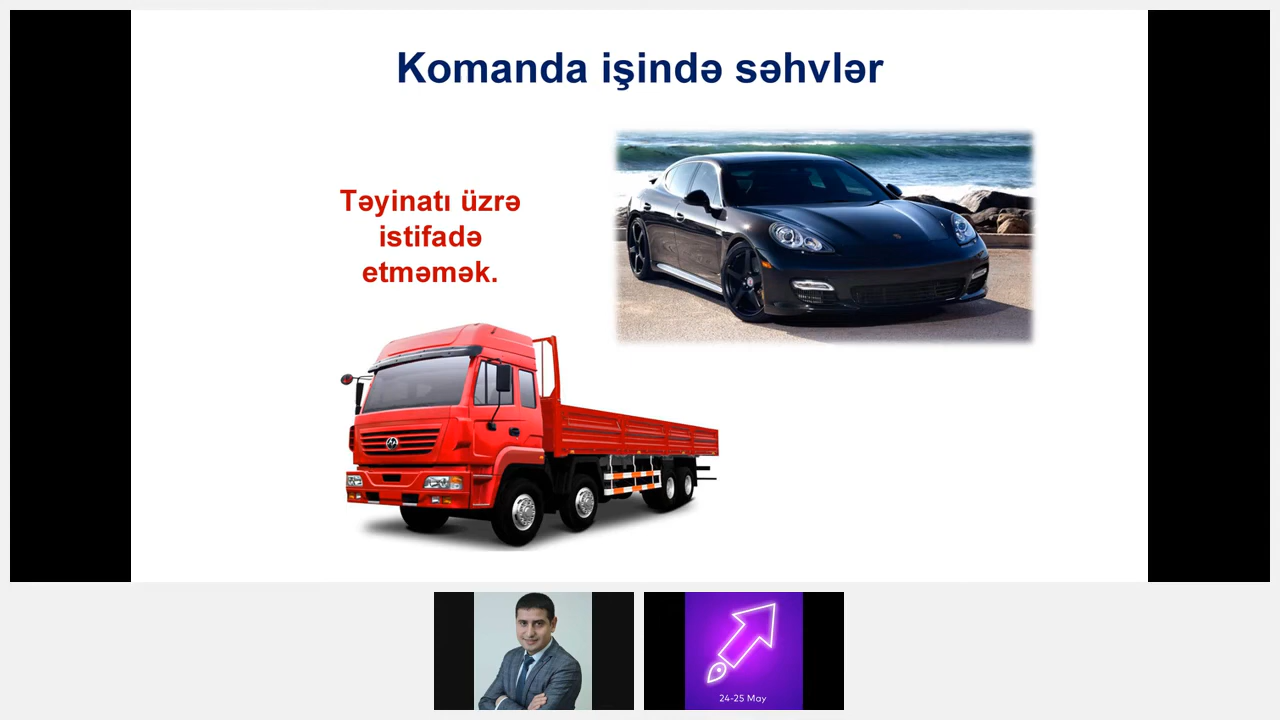 Komanda işində səhvlər
Təyinatı üzrə
istifadə
etməmək.
24-25 May